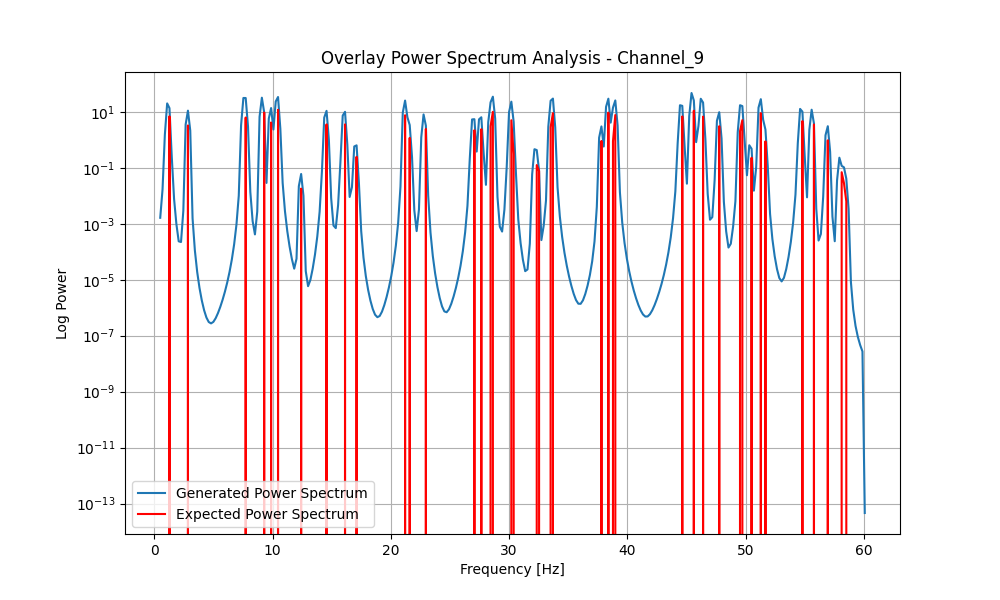 Overlay Power Spectrum Analysis - Channel_9
Log Power
10¹
10⁻¹
10⁻³
10⁻⁵
10⁻⁷
10⁻⁹
10⁻¹¹
10⁻¹³
Generated Power Spectrum
Expected Power Spectrum
0 10 20 30 40 50 60
Frequency [Hz]